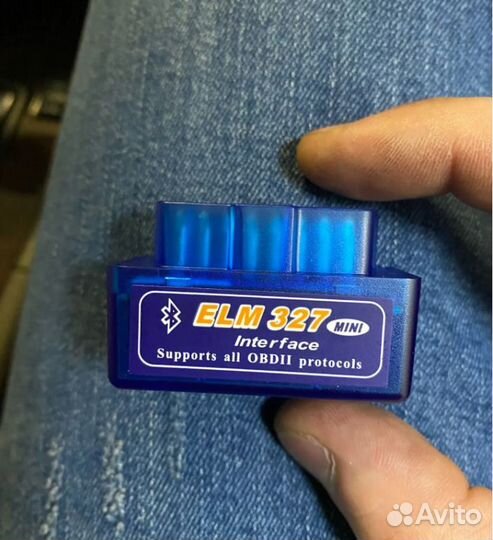 ELM 327 MINI
Interface
Supports all OBDII protocols
Avito